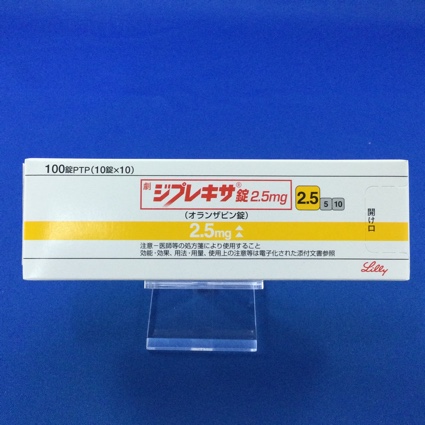 100錠PTP(10錠×10)
劇 ジプレキサ®錠2.5mg 2.5 5 10
(オランザピン錠)
開け口
2.5mg
注意-医師等の処方箋により使用すること
効能・効果、用法・用量、使用上の注意等は電子化された添付文書参照
Lilly